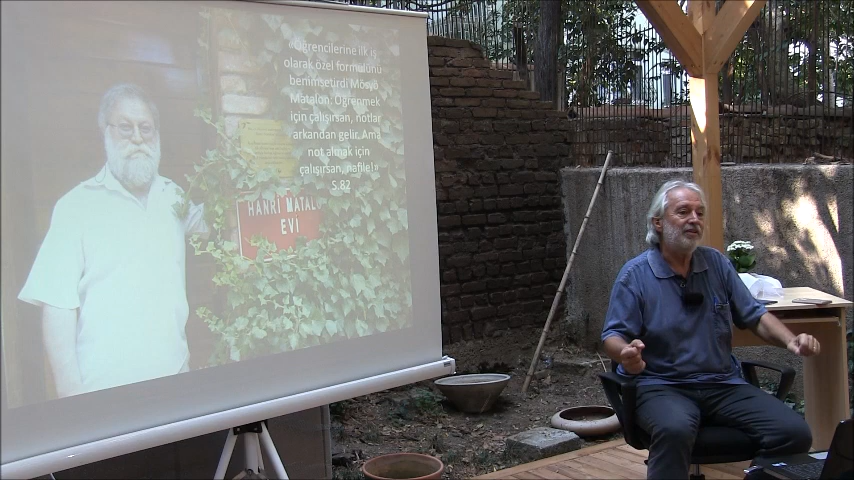 «Öğrencilerine ilk iş
olarak özel formülünü
benimsetirdi Mösyö
Matalon: Öğrenmek
için çalışırsan, notlar
arkandan gelir. Ama
not almak için
çalışırsan, nafile!»
S.82
HANRİ MATALO
EVİ